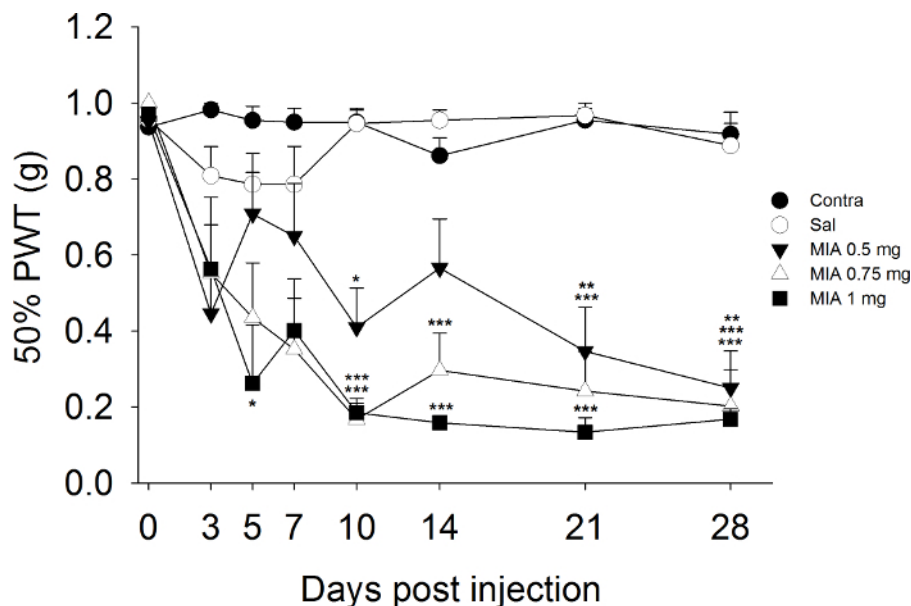 1.2
1.0
0.8
0.6
0.4
0.2
0.0
50% PWT (g)
Contra
Sal
MIA 0.5 mg
MIA 0.75 mg
MIA 1 mg
*
***
***
*
***
***
**
***
***
**
***
***
0 3 5 7 10 14 21 28
Days post injection